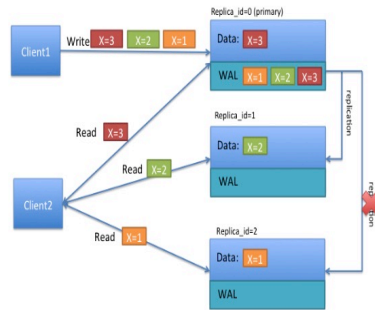 Replica_id=0 (primary)
Client1
Write X=3 X=2 X=1
Data: X=3
WAL X=1 X=2 X=3
replication
Read X=3
Replica_id=1
Data: X=2
WAL
Read X=2
Client2
Read X=1
Replica_id=2
Data: X=1
WAL